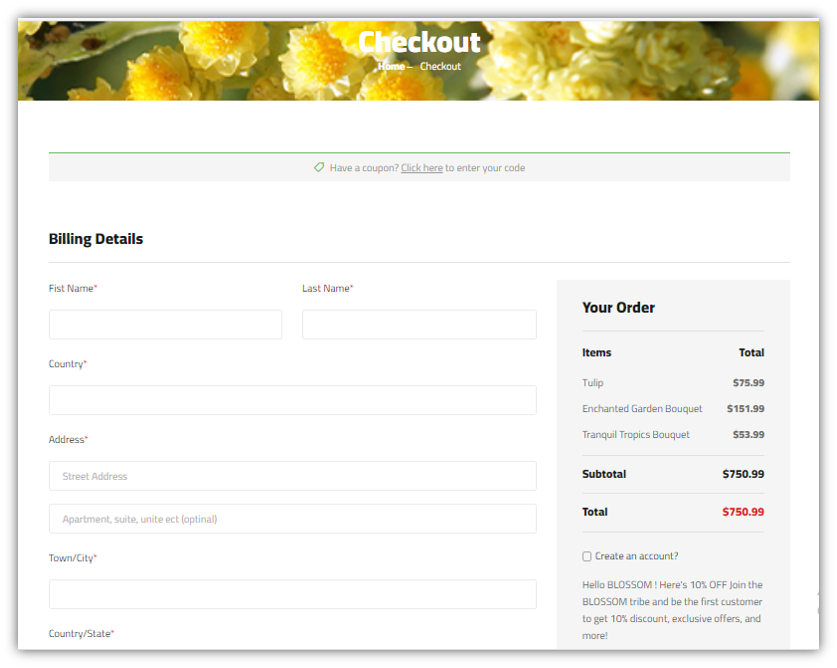 Checkout
Home – Checkout
Have a coupon? Click here to enter your code
Billing Details
Fist Name*
Last Name*
Country*
Address*
Street Address
Apartment, suite, unite ect (optinal)
Town/City*
Country/State*
Your Order
Items Total
Tulip $75.99
Enchanted Garden Bouquet $151.99
Tranquil Tropics Bouquet $53.99
Subtotal $750.99
Total $750.99
Create an account?
Hello BLOSSOM ! Here's 10% OFF Join the
BLOSSOM tribe and be the first customer
to get 10% discount, exclusive offers, and
more!